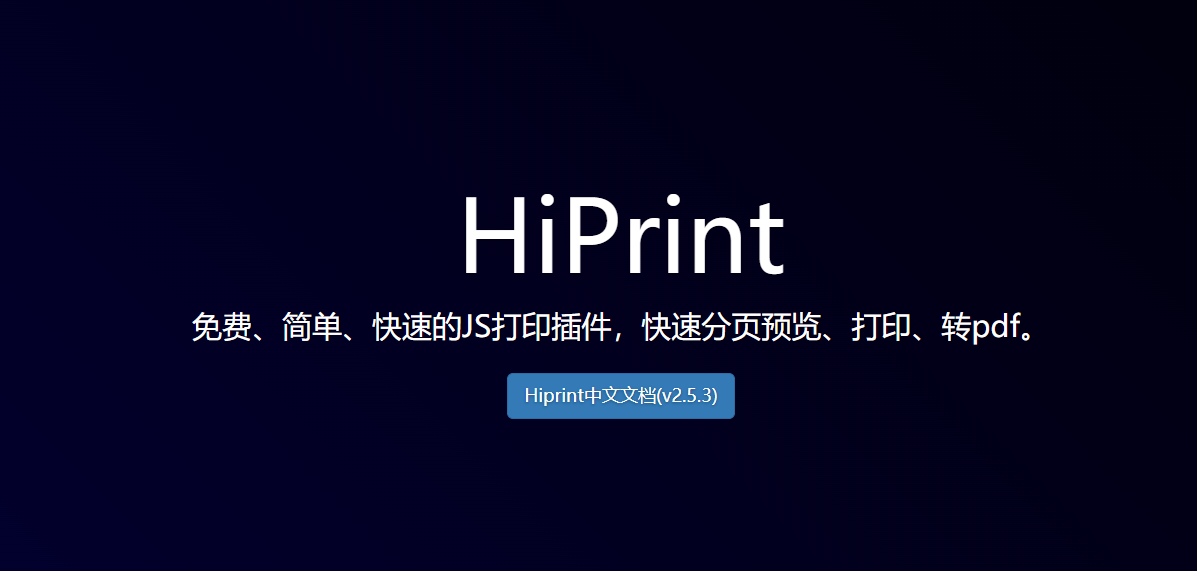 HiPrint
免费、简单、快速的JS打印插件，快速分页预览、打印、转pdf。
Hiprint中文文档(v2.5.3)